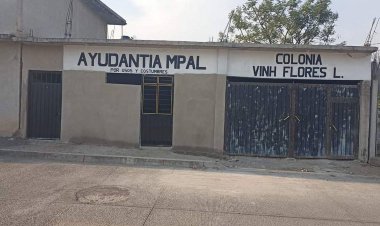 AYUDANTIA MPAL
POR USOS Y COSTUMBRES
COLONIA
VINH FLORES L.